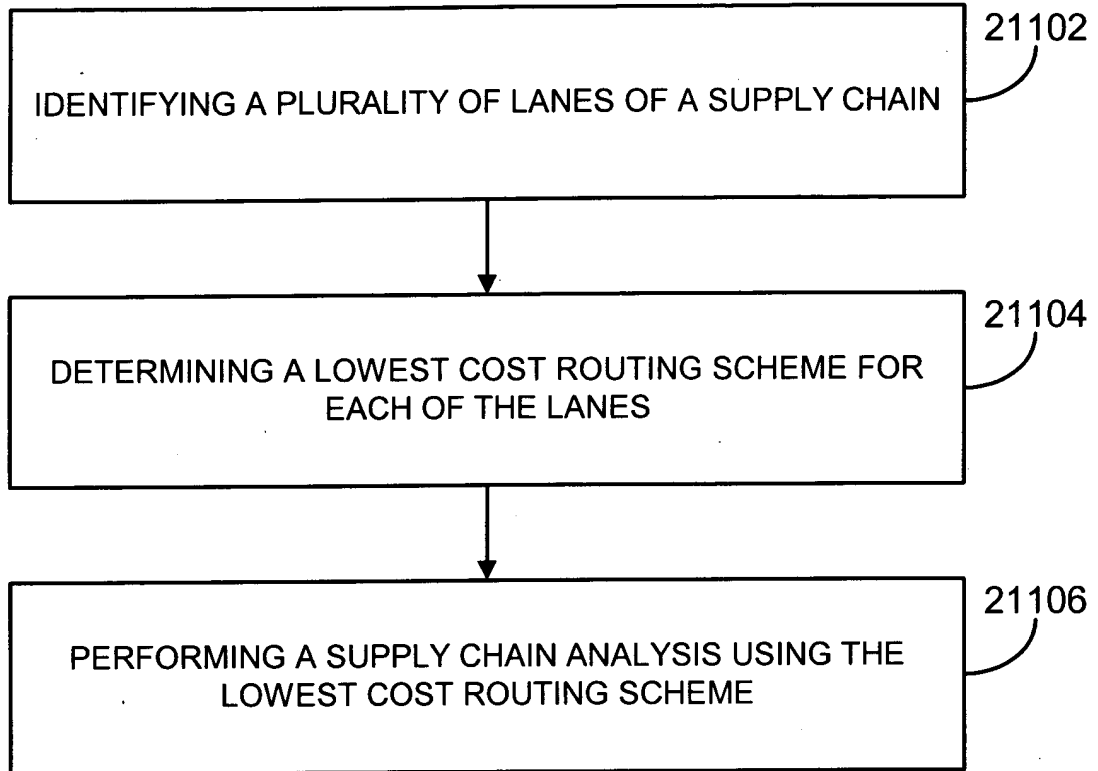 21102
IDENTIFYING A PLURALITY OF LANES OF A SUPPLY CHAIN
21104
DETERMINING A LOWEST COST ROUTING SCHEME FOR
EACH OF THE LANES
21106
PERFORMING A SUPPLY CHAIN ANALYSIS USING THE
LOWEST COST ROUTING SCHEME